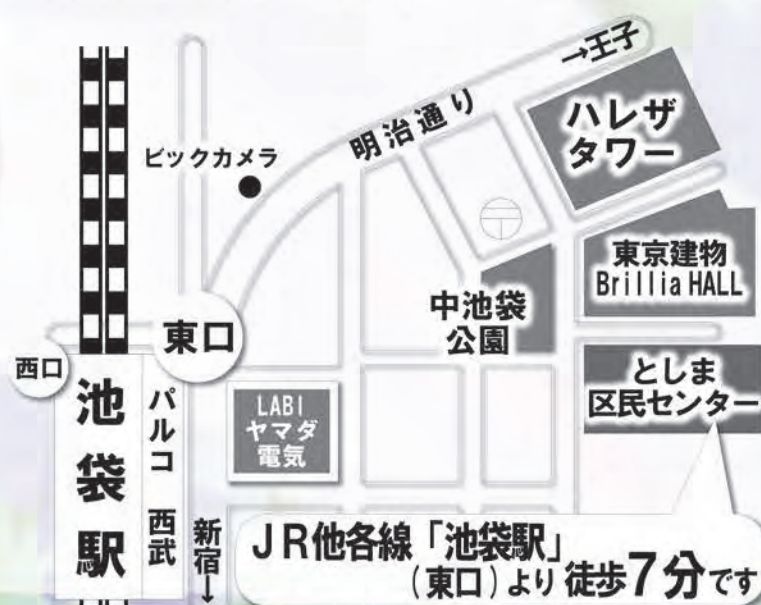 →王子
ハレザ
タワー
明治通り
ビックカメラ
東京建物
Brillia HALL
中池袋
公園
東口
西口
としま
区民センター
LABI
ヤマダ
電気
池袋駅
パルコ 西武
新宿↓
JR他各線「池袋駅」
(東口)より徒歩7分です